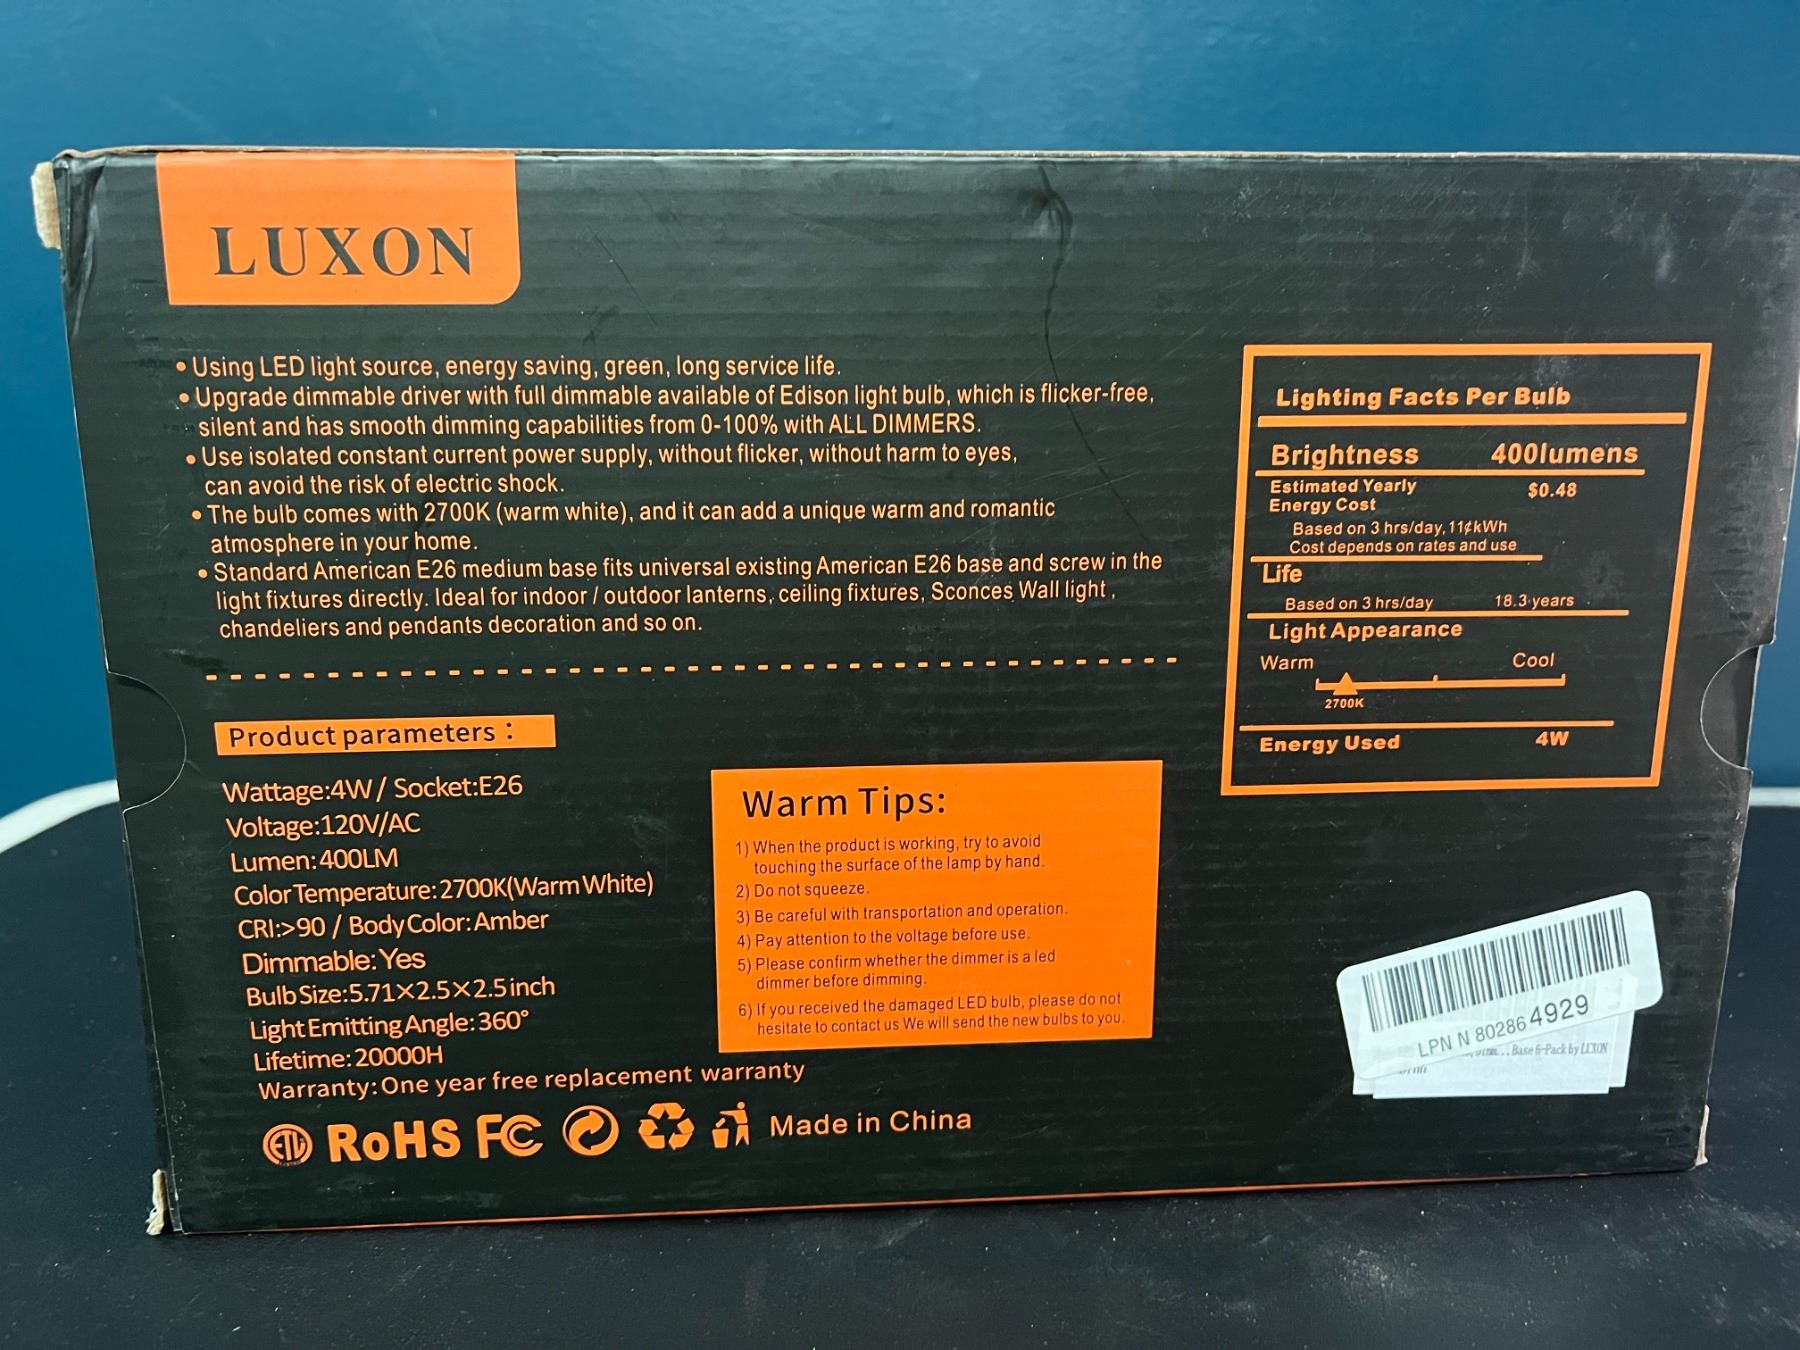 LUXON
• Using LED light source, energy saving, green, long service life.
• Upgrade dimmable driver with full dimmable available of Edison light bulb, which is flicker-free,
silent and has smooth dimming capabilities from 0-100% with ALL DIMMERS.
• Use isolated constant current power supply, without flicker, without harm to eyes,
can avoid the risk of electric shock.
• The bulb comes with 2700K (warm white), and it can add a unique warm and romantic
atmosphere in your home.
• Standard American E26 medium base fits universal existing American E26 base and screw in the
light fixtures directly. Ideal for indoor / outdoor lanterns, ceiling fixtures, Sconces Wall light ,
chandeliers and pendants decoration and so on.
Product parameters :
Wattage:4W / Socket:E26
Voltage:120V/AC
Lumen:400LM
Color Temperature:2700K(Warm White)
CRI:>90 / Body Color:Amber
Dimmable:Yes
Bulb Size:5.71×2.5×2.5 inch
Light Emitting Angle:360°
Lifetime:20000H
Warranty:One year free replacement warranty
ETL RoHS FC Made in China
Warm Tips:
1) When the product is working, try to avoid
touching the surface of the lamp by hand.
2) Do not squeeze.
3) Be careful with transportation and operation.
4) Pay attention to the voltage before use.
5) Please confirm whether the dimmer is a led
dimmer before dimming.
6) If you received the damaged LED bulb, please do not
hesitate to contact us We will send the new bulbs to you.
Lighting Facts Per Bulb
Brightness 400lumens
Estimated Yearly $0.48
Energy Cost
Based on 3 hrs/day, 11¢kWh
Cost depends on rates and use
Life
Based on 3 hrs/day 18.3 years
Light Appearance
Warm Cool
2700K
Energy Used 4W
LPN N 80286 4929
... Base 6-Pack by LUXON